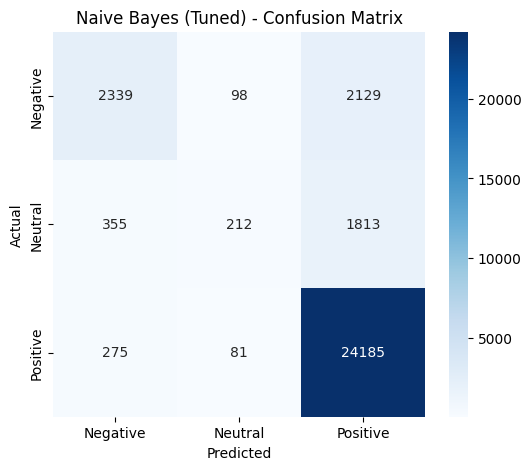 Naive Bayes (Tuned) - Confusion Matrix
Negative
2339 98 2129
Neutral
355 212 1813
Positive
275 81 24185
Actual
Negative Neutral Positive
Predicted
20000
15000
10000
5000